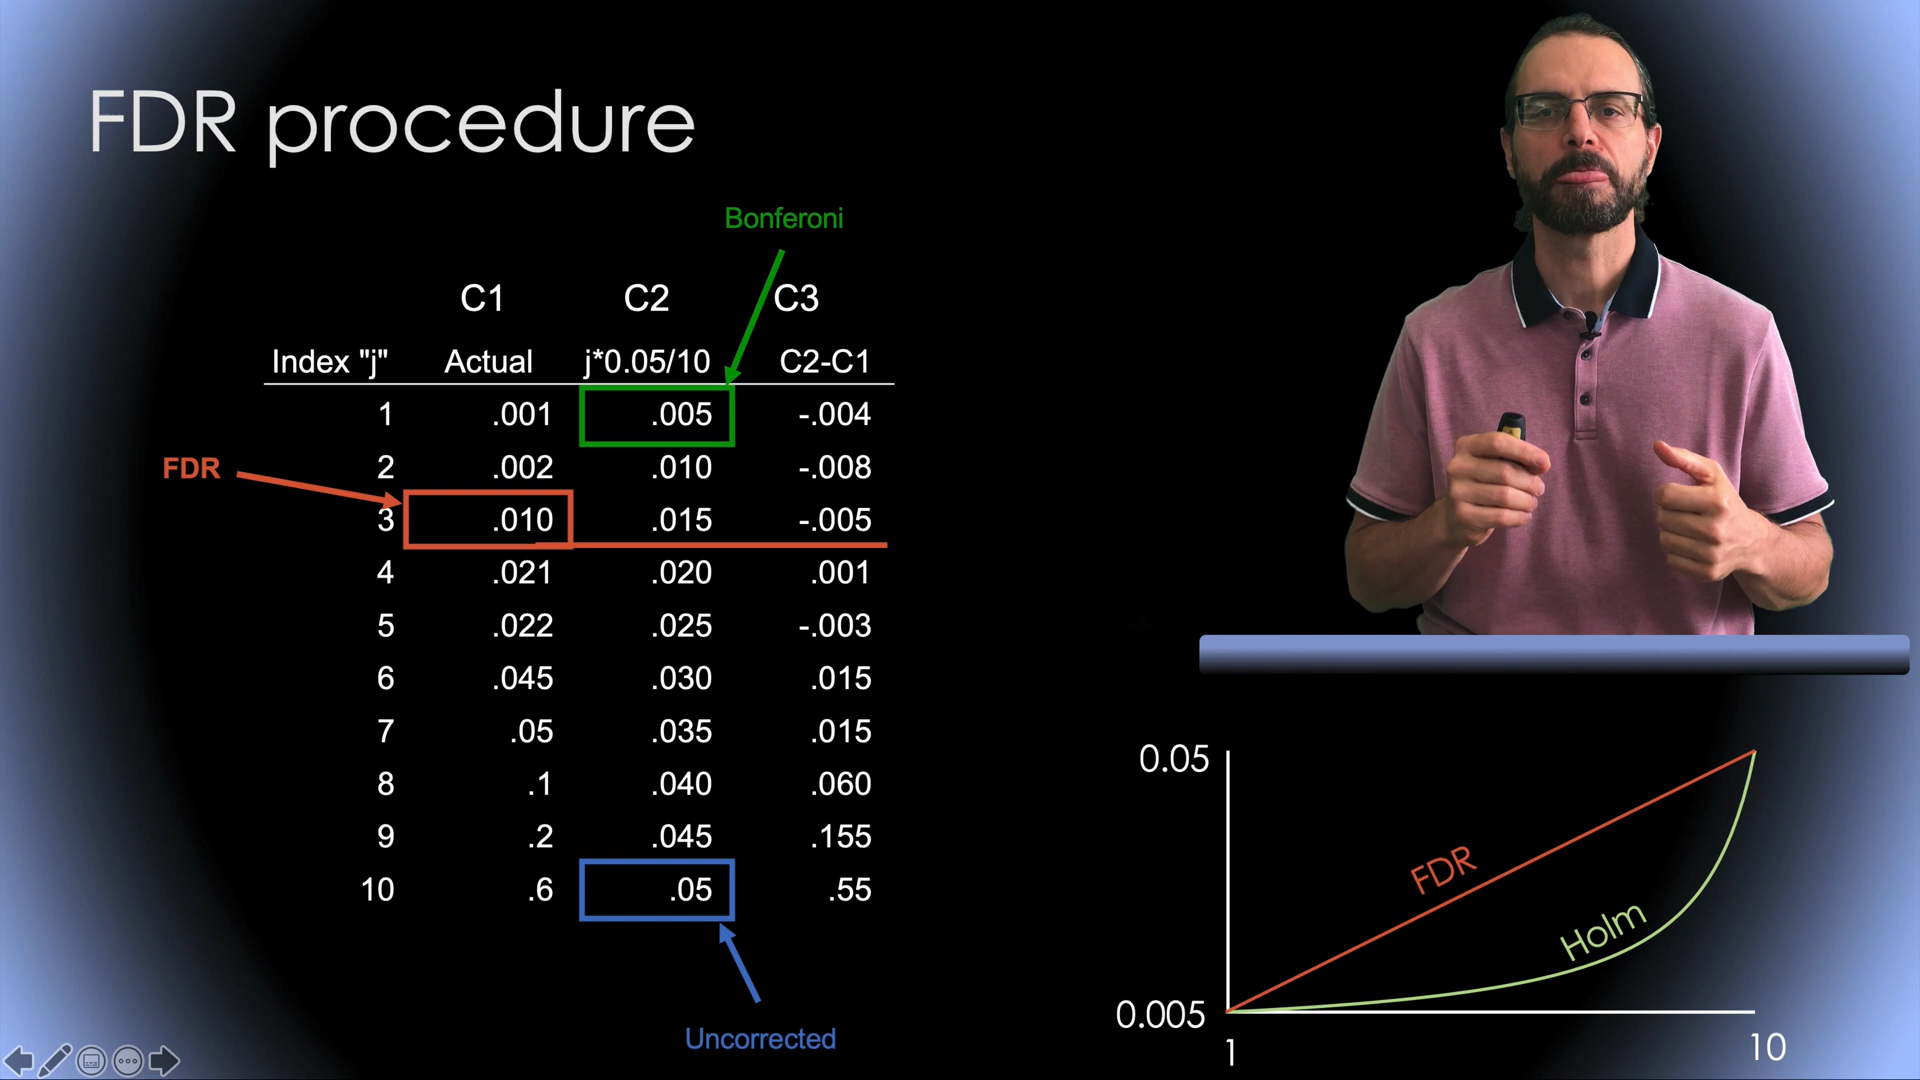 FDR procedure
Bonferoni
C1 C2 C3
Index "j" Actual j*0.05/10 C2-C1
1 .001 .005 -.004
FDR
2 .002 .010 -.008
3 .010 .015 -.005
4 .021 .020 .001
5 .022 .025 -.003
6 .045 .030 .015
7 .05 .035 .015
8 .1 .040 .060
9 .2 .045 .155
10 .6 .05 .55
Uncorrected
0.05
FDR
Holm
0.005
1 10